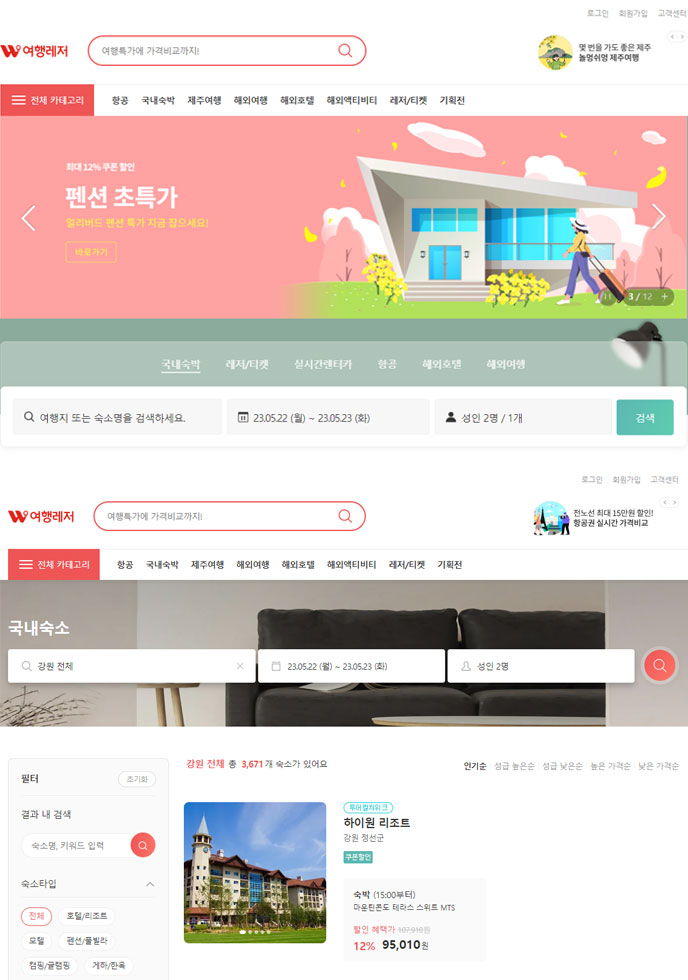 로그인 회원가입 고객센터
W 여행레저
여행특가에 가격비교까지!
몇 번을 가도 좋은 제주
놀멍쉬멍 제주여행
전체 카테고리 항공 국내숙박 제주여행 해외여행 해외호텔 해외액티비티 레저/티켓 기획전
최대 12% 쿠폰 할인
펜션 초특가
얼리버드 펜션 특가 지금 잡으세요!
바로가기
3 / 12 +
국내숙박 레저/티켓 실시간렌터카 항공 해외호텔 해외여행
여행지 또는 숙소명을 검색하세요.
23.05.22 (월) ~ 23.05.23 (화)
성인 2명 / 1개
검색
로그인 회원가입 고객센터
W 여행레저
여행특가에 가격비교까지!
전노선 최대 15만원 할인!
항공권 실시간 가격비교
전체 카테고리 항공 국내숙박 제주여행 해외여행 해외호텔 해외액티비티 레저/티켓 기획전
국내숙소
강원 전체
23.05.22 (월) ~ 23.05.23 (화)
성인 2명
강원 전체 총 3,671개 숙소가 있어요
인기순 성급 높은순 성급 낮은순 높은 가격순 낮은 가격순
필터 초기화
결과 내 검색
숙소명, 키워드 입력
숙소타입
전체 호텔/리조트
모텔 펜션/풀빌라
캠핑/글램핑 게하/한옥
투어컬처위크
하이원 리조트
강원 정선군
쿠폰할인
숙박 (15:00부터)
마운틴콘도 테라스 스위트 MTS
할인 혜택가 107,910원
12% 95,010원